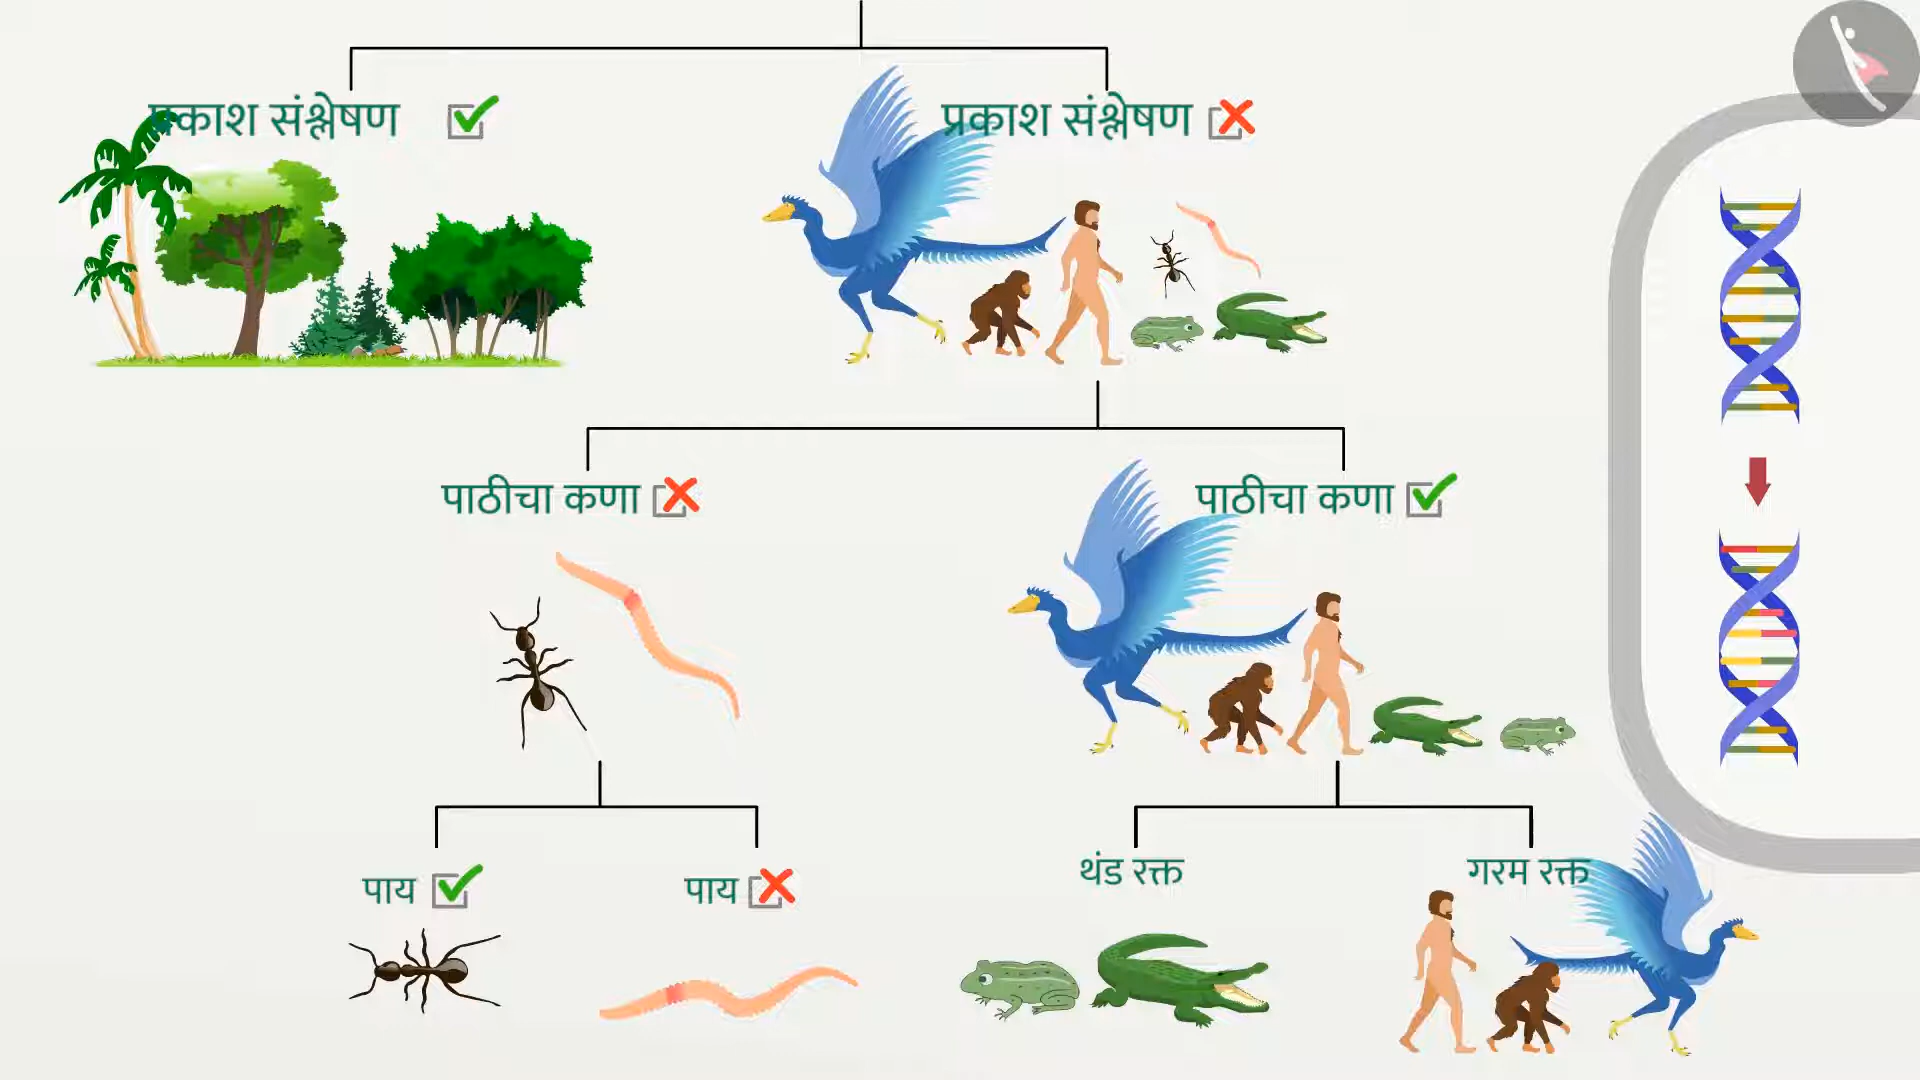 प्रकाश संश्लेषण
प्रकाश संश्लेषण
पाठीचा कणा
पाठीचा कणा
पाय
पाय
थंड रक्त
गरम रक्त